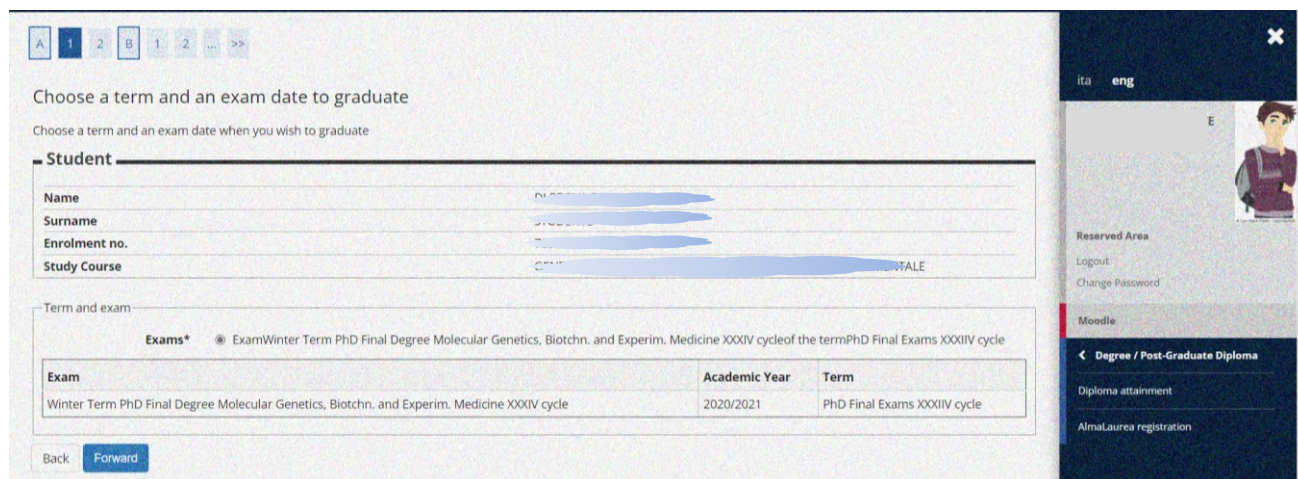 A 1 2 B 1 2 ... >>
Choose a term and an exam date to graduate
Choose a term and an exam date when you wish to graduate
Student
Name
Surname
Enrolment no.
Study Course TALE
Term and exam
Exams* ExamWinter Term PhD Final Degree Molecular Genetics, Biotchn. and Experim. Medicine XXXIV cycleof the termPhD Final Exams XXXIIV cycle
Exam Academic Year Term
Winter Term PhD Final Degree Molecular Genetics, Biotchn. and Experim. Medicine XXXIV cycle 2020/2021 PhD Final Exams XXXIIV cycle
Back Forward
ita eng
E
Reserved Area
Logout
Change Password
Moodle
Degree / Post-Graduate Diploma
Diploma attainment
AlmaLaurea registration